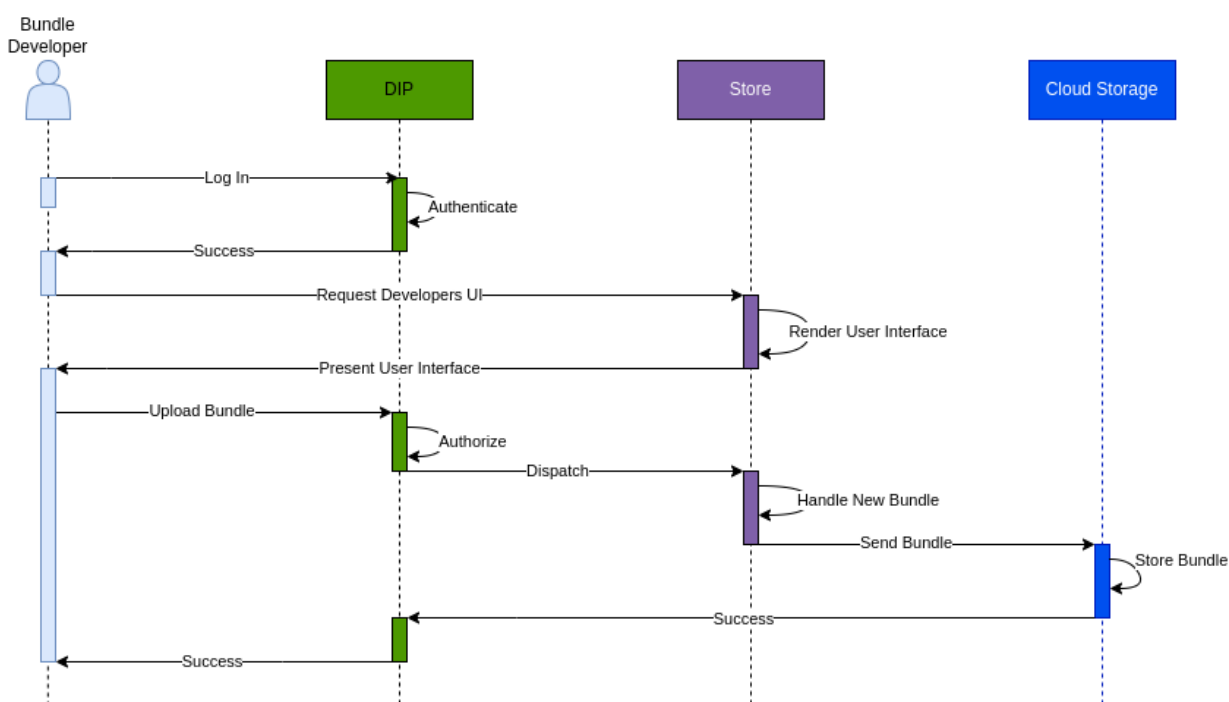 Bundle
Developer
DIP
Store
Cloud Storage
Log In
Authenticate
Success
Request Developers UI
Render User Interface
Present User Interface
Upload Bundle
Authorize
Dispatch
Handle New Bundle
Send Bundle
Store Bundle
Success
Success